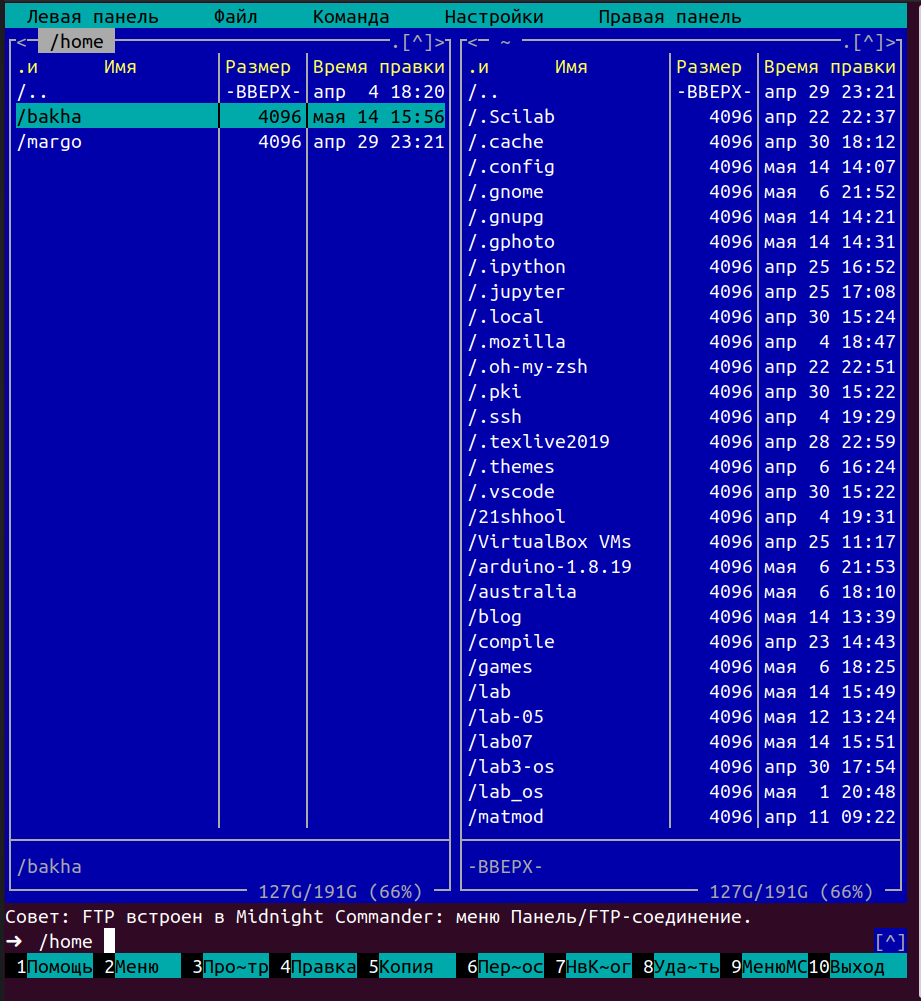 Левая панель Файл Команда Настройки Правая панель
<- /home .[^]> <- ~ .[^]>
.и Имя Размер Время правки .и Имя Размер Время правки
/.. -ВВЕРХ- апр 4 18:20 /.. -ВВЕРХ- апр 29 23:21
/bakha 4096 мая 14 15:56 /.Scilab 4096 апр 22 22:37
/margo 4096 апр 29 23:21 /.cache 4096 апр 30 18:12
/.config 4096 мая 14 14:07
/.gnome 4096 мая 6 21:52
/.gnupg 4096 мая 14 14:21
/.gphoto 4096 мая 14 14:31
/.ipython 4096 апр 25 16:52
/.jupyter 4096 апр 25 17:08
/.local 4096 апр 30 15:24
/.mozilla 4096 апр 4 18:47
/.oh-my-zsh 4096 апр 22 22:51
/.pki 4096 апр 30 15:22
/.ssh 4096 апр 4 19:29
/.texlive2019 4096 апр 28 22:59
/.themes 4096 апр 6 16:24
/.vscode 4096 апр 30 15:22
/21shhool 4096 апр 4 19:31
/VirtualBox VMs 4096 апр 25 11:17
/arduino-1.8.19 4096 мая 6 21:53
/australia 4096 мая 6 18:10
/blog 4096 мая 14 13:39
/compile 4096 апр 23 14:43
/games 4096 мая 6 18:25
/lab 4096 мая 14 15:49
/lab-05 4096 мая 12 13:24
/lab07 4096 мая 14 15:51
/lab3-os 4096 апр 30 17:54
/lab_os 4096 мая 1 20:48
/matmod 4096 апр 11 09:22
/bakha -ВВЕРХ-
127G/191G (66%) 127G/191G (66%)
Совет: FTP встроен в Midnight Commander: меню Панель/FTP-соединение.
➜ /home [^]
1Помощь 2Меню 3Про~тр 4Правка 5Копия 6Пер~ос 7НвК~ог 8Уда~ть 9МенюMC 10Выход